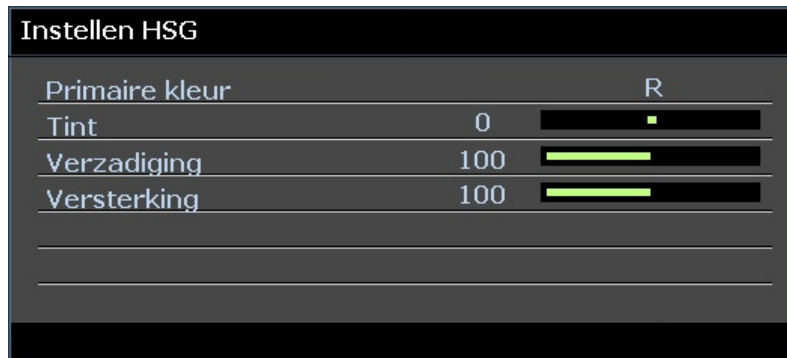 Instellen HSG
Primaire kleur R
Tint 0
Verzadiging 100
Versterking 100